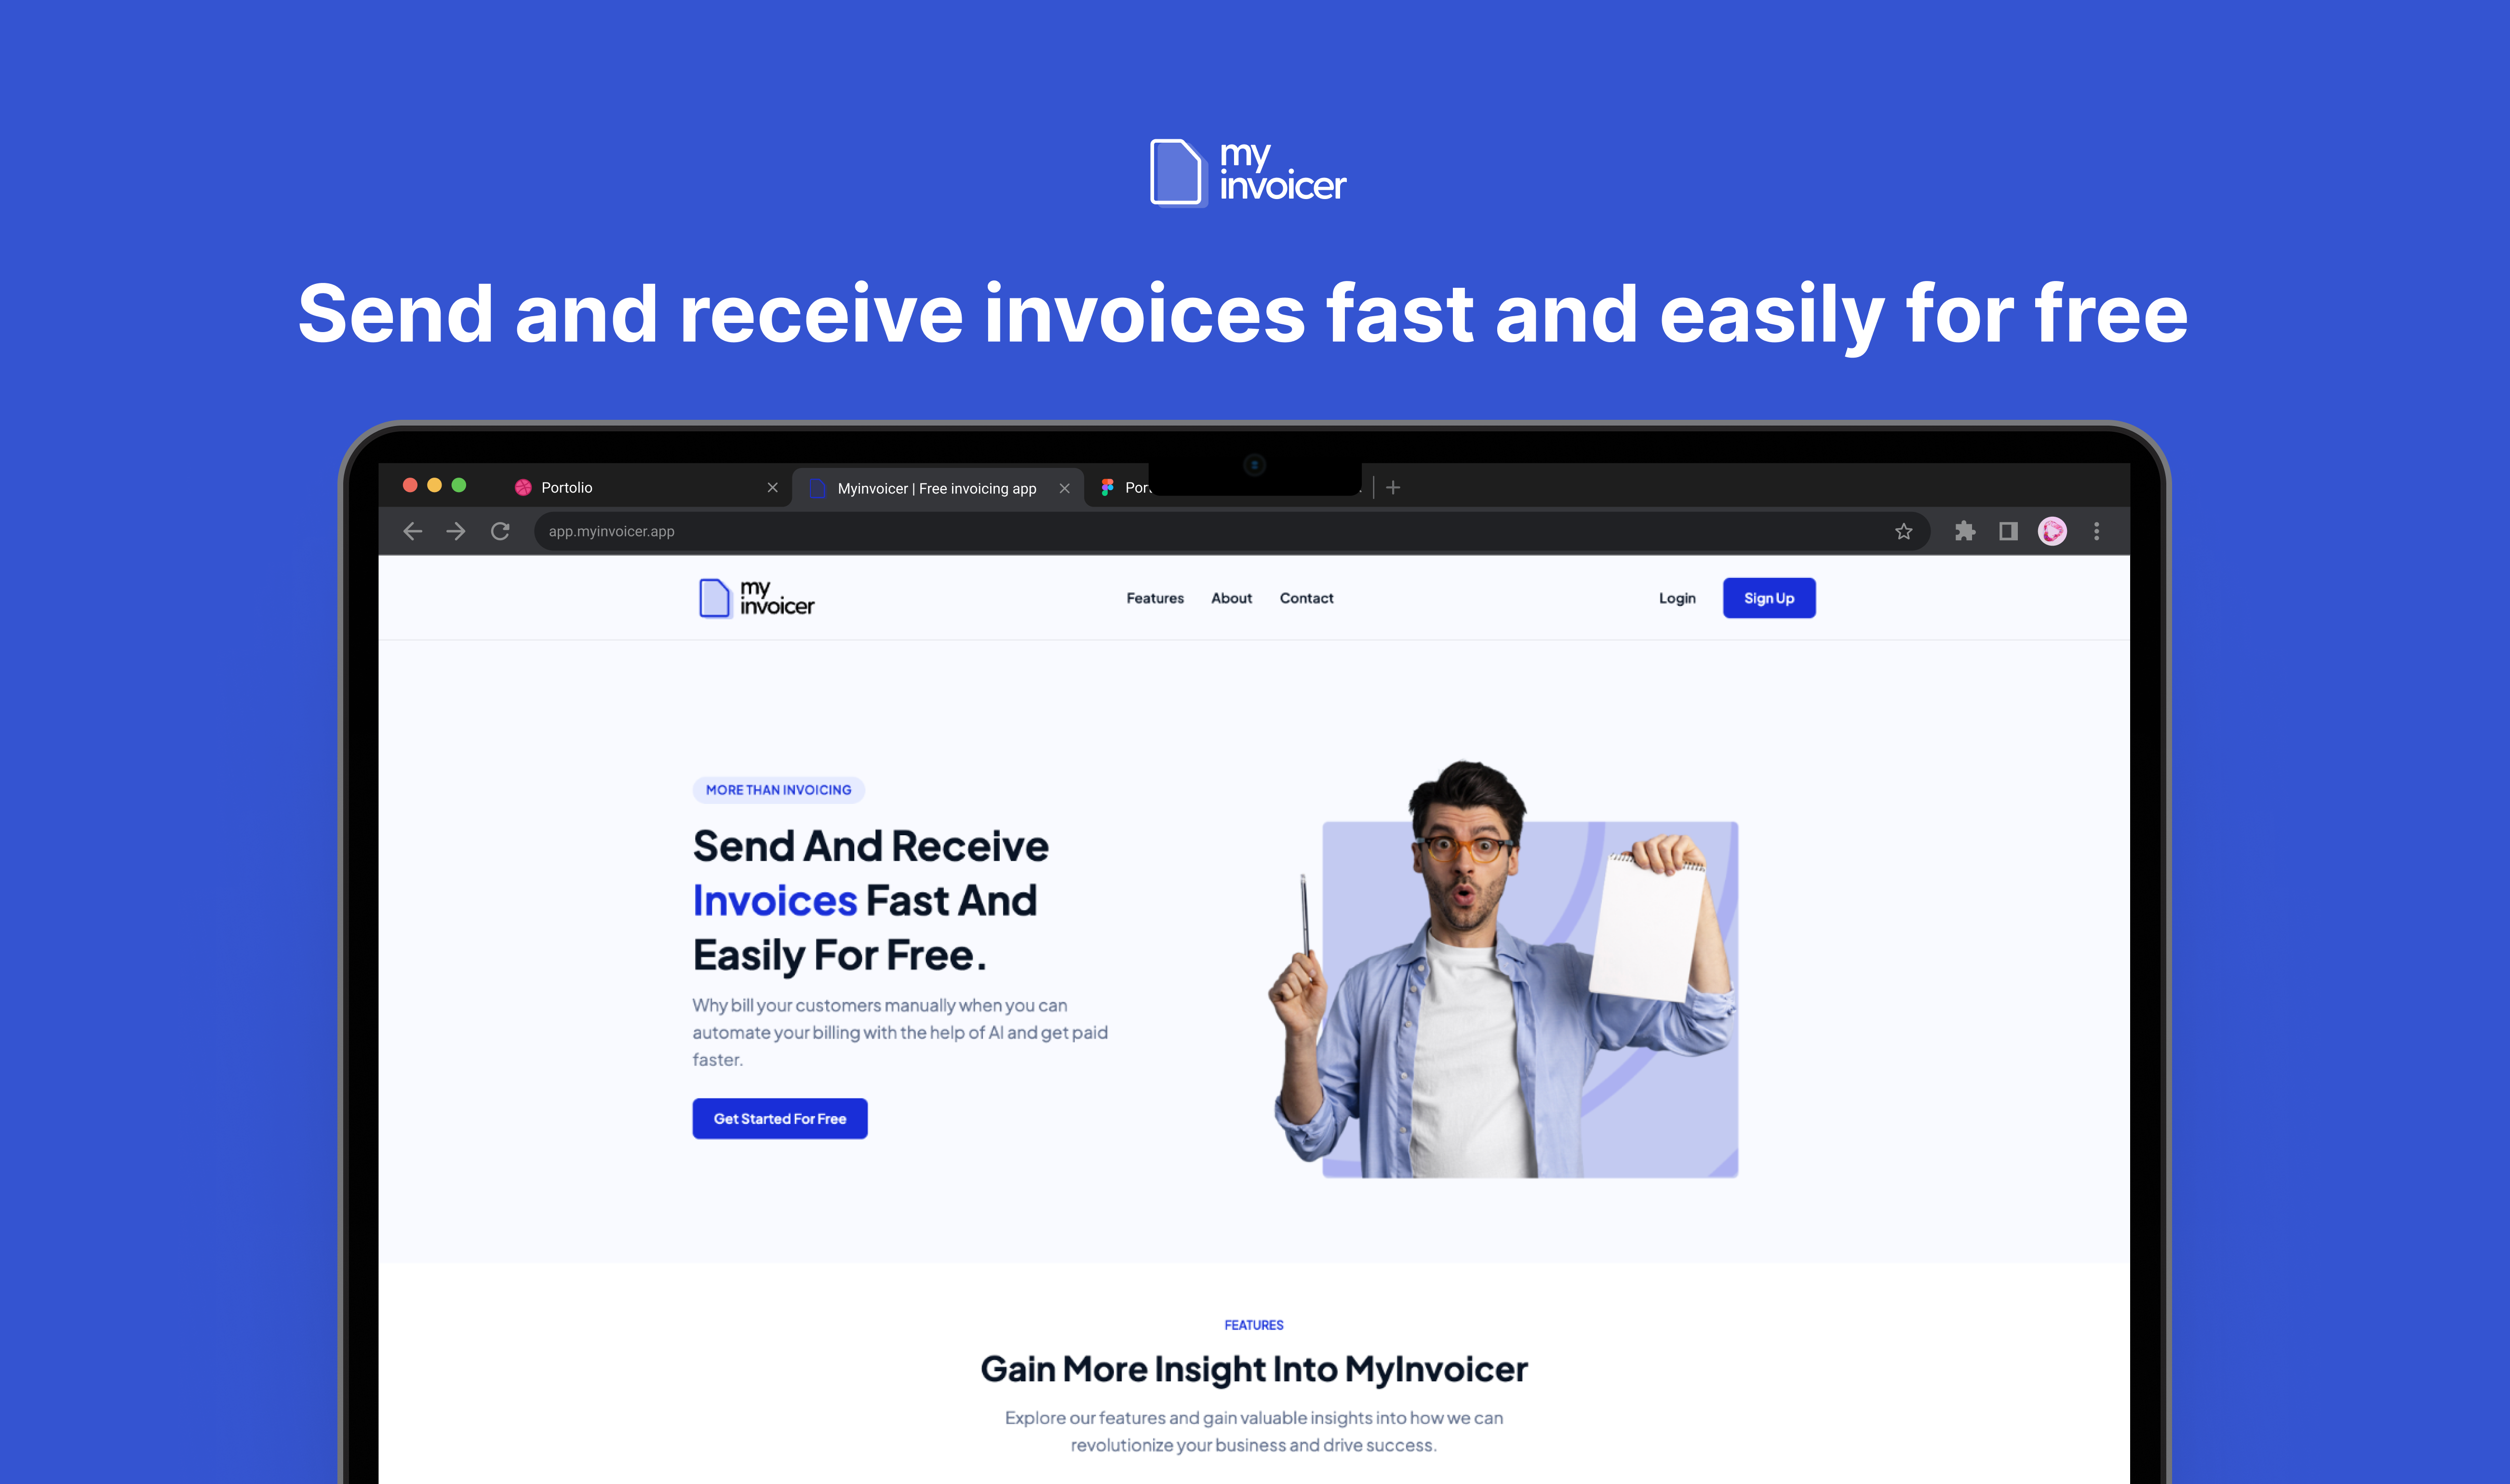 my
invoicer
Send and receive invoices fast and easily for free
Portolio
Myinvoicer | Free invoicing app
app.myinvoicer.app
my
invoicer
Features
About
Contact
Login
Sign Up
MORE THAN INVOICING
Send And Receive
Invoices Fast And
Easily For Free.
Why bill your customers manually when you can
automate your billing with the help of AI and get paid
faster.
Get Started For Free
FEATURES
Gain More Insight Into MyInvoicer
Explore our features and gain valuable insights into how we can
revolutionize your business and drive success.